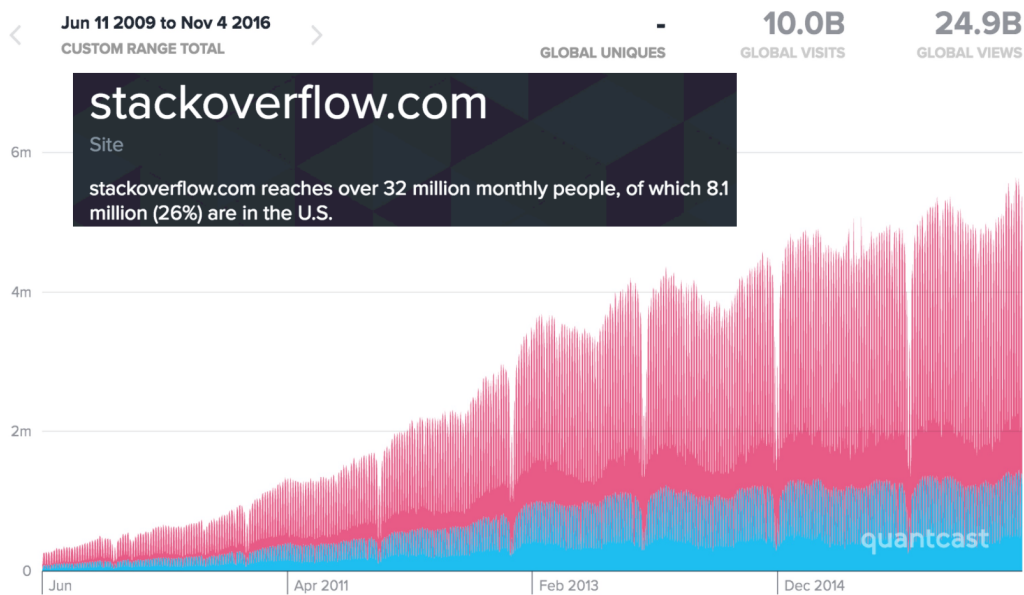 Jun 11 2009 to Nov 4 2016
CUSTOM RANGE TOTAL
-
GLOBAL UNIQUES
10.0B
GLOBAL VISITS
24.9B
GLOBAL VIEWS
stackoverflow.com
Site
stackoverflow.com reaches over 32 million monthly people, of which 8.1
million (26%) are in the U.S.
6m
4m
2m
0
quantcast
Jun
Apr 2011
Feb 2013
Dec 2014